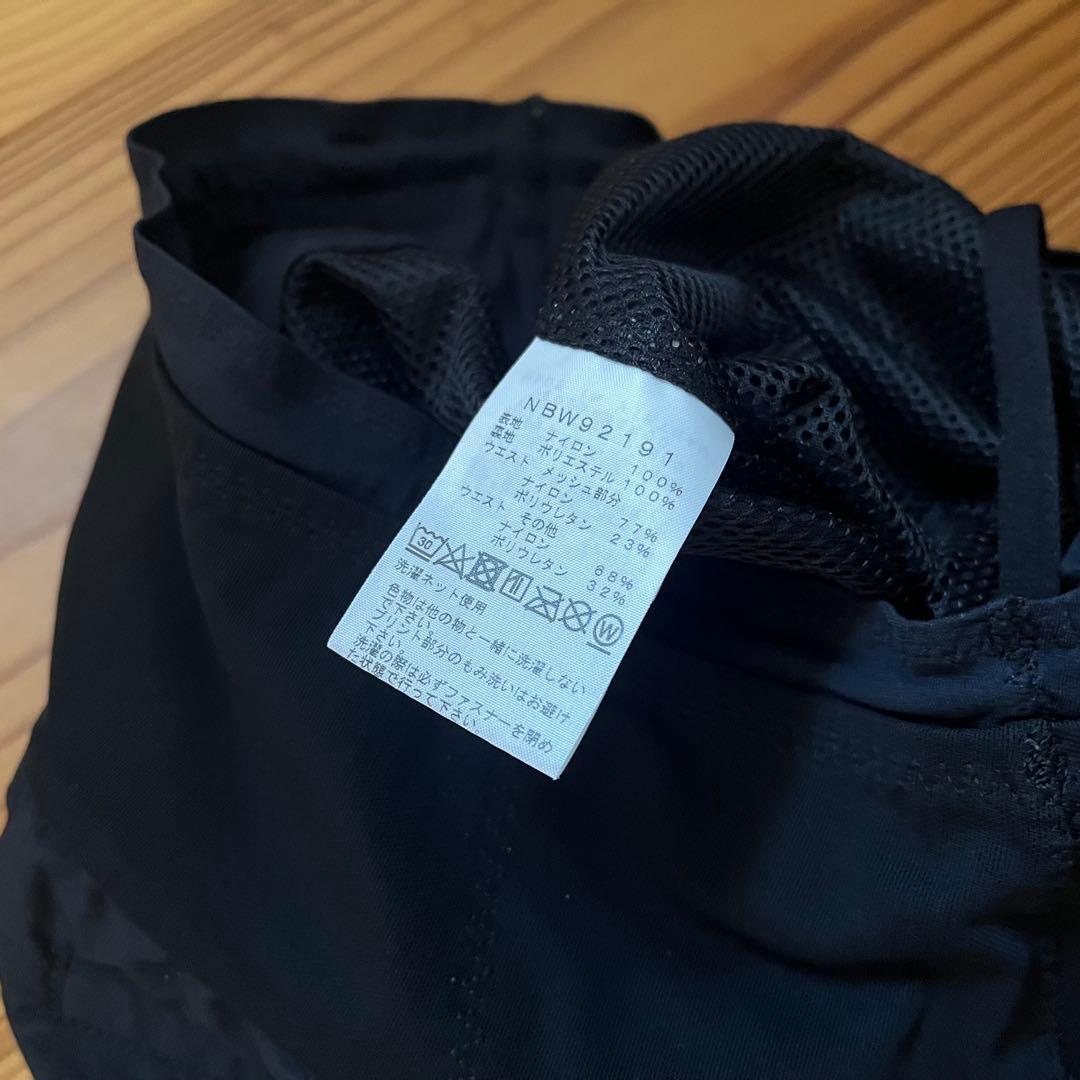 NBW92191
表地 ナイロン 100%
裏地 ポリエステル 100%
ウエスト メッシュ部分
ナイロン 77%
ポリウレタン 23%
ウエスト その他
ナイロン 68%
ポリウレタン 32%
30 W
洗濯ネット使用
色物は他の物と一緒に洗濯しない
で下さい。
プリント部分のもみ洗いはお避け
下さい。
洗濯の際は必ずファスナーを閉め
た状態で行って下さい。